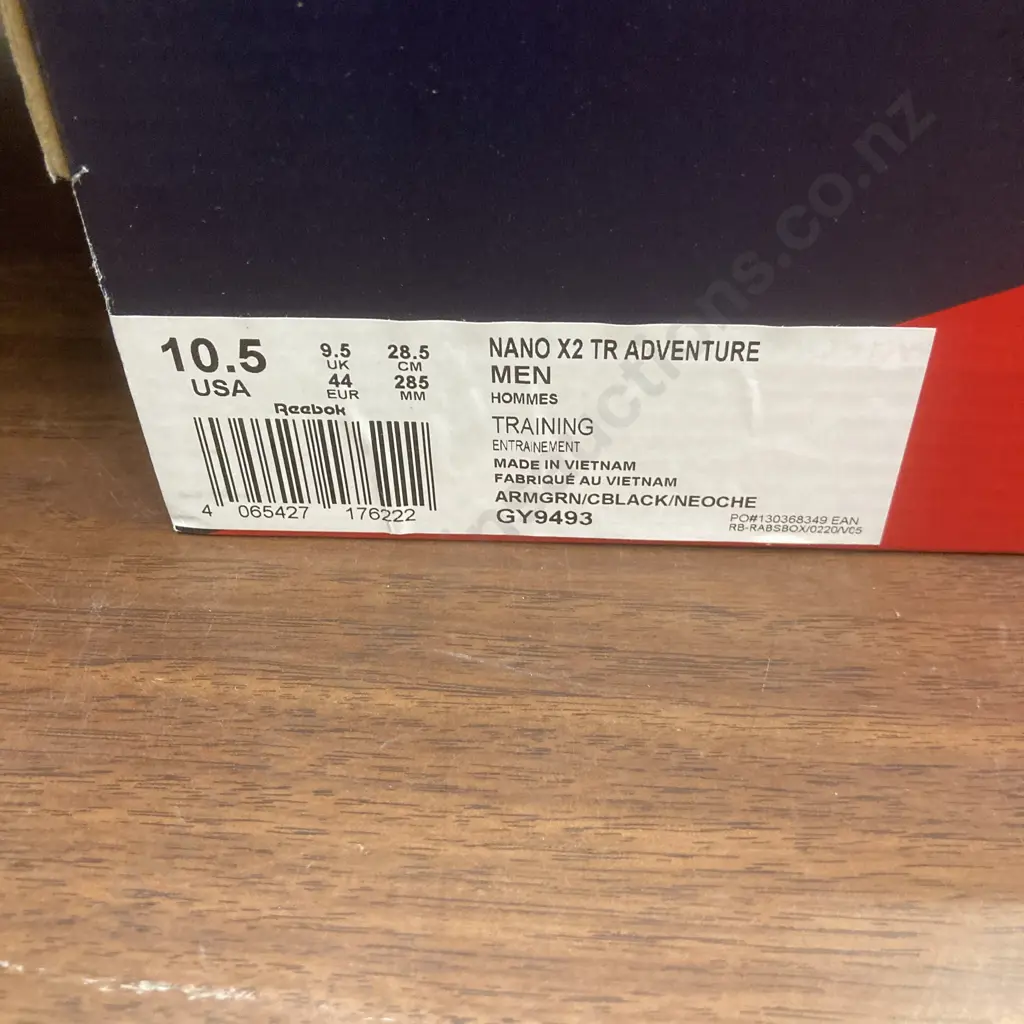 10.5
USA
9.5
UK
44
EUR
28.5
CM
285
MM
Reebok
4 065427 176222
NANO X2 TR ADVENTURE
MEN
HOMMES
TRAINING
ENTRAINEMENT
MADE IN VIETNAM
FABRIQUÉ AU VIETNAM
ARMGRN/CBLACK/NEOCHE
GY9493
PO#130368349 EAN
RB-RABSBOX/0220/VC5